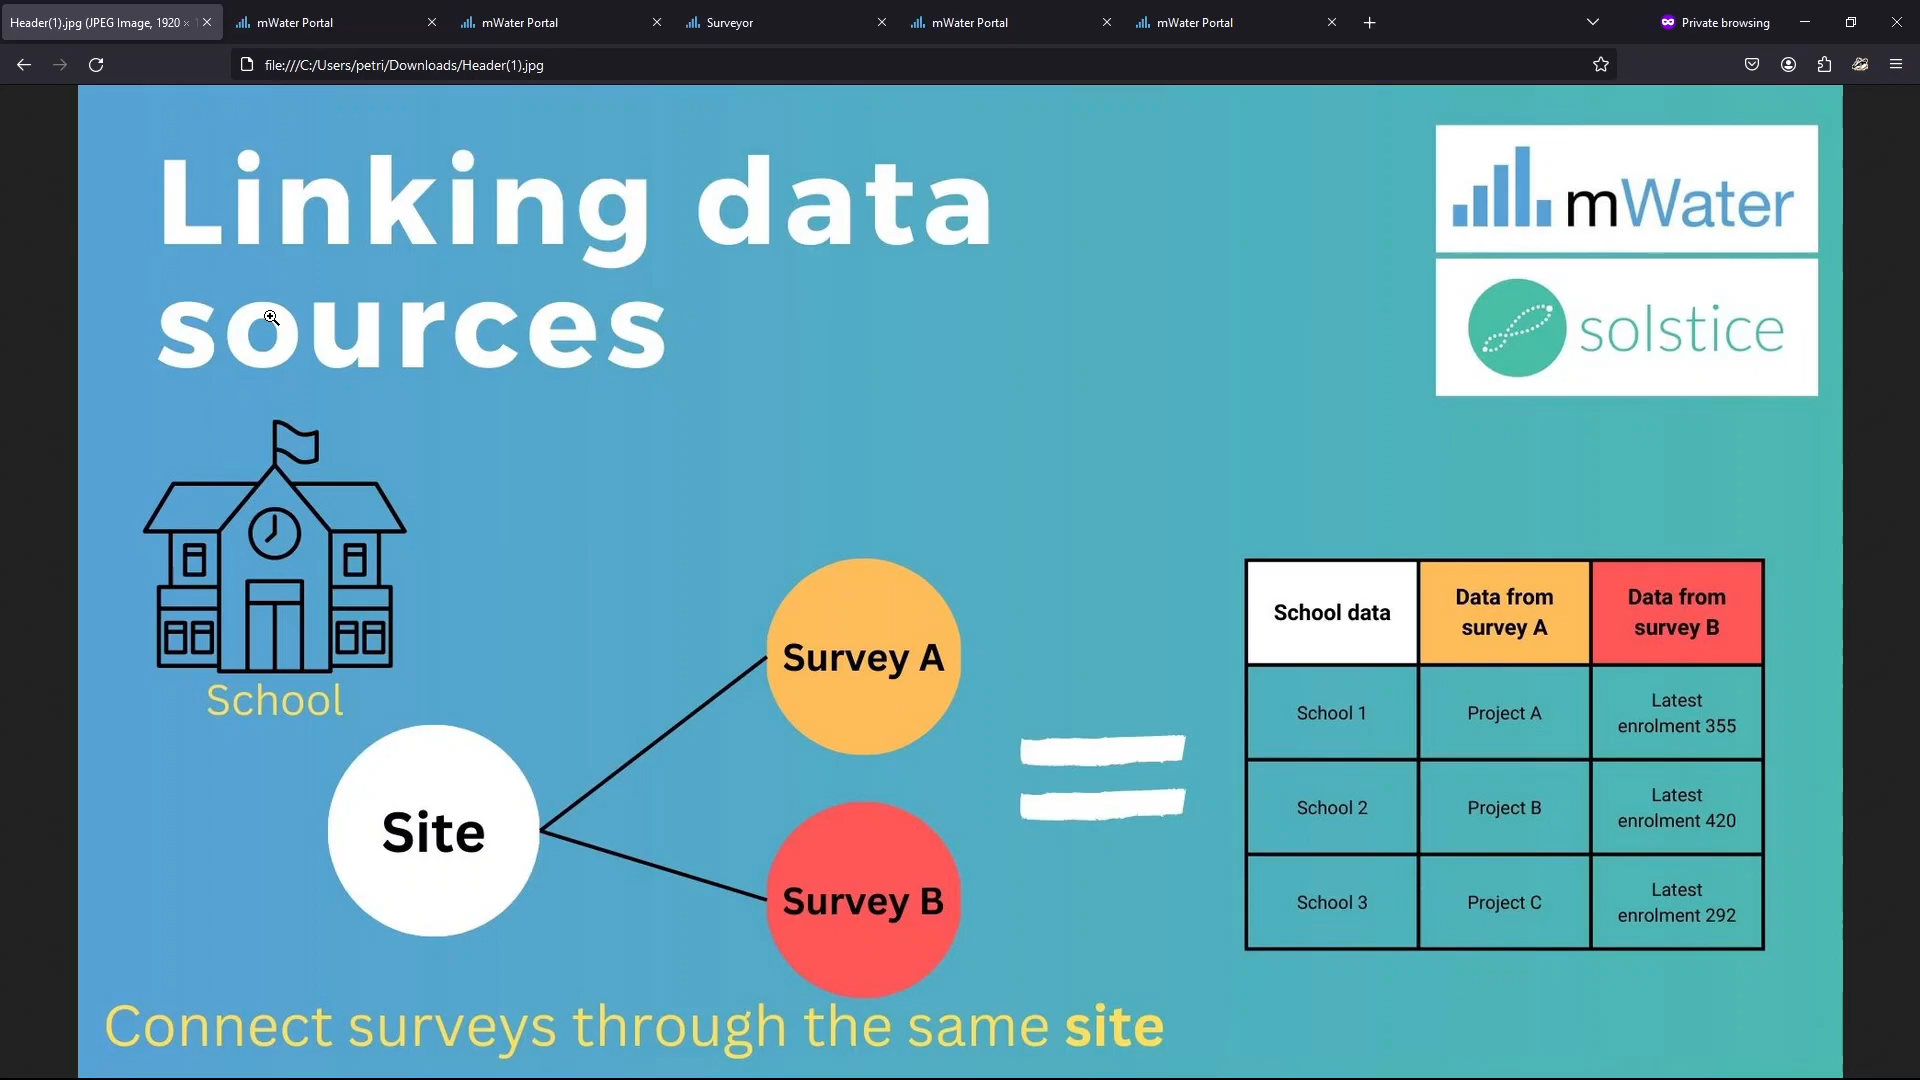 Header(1).jpg (JPEG Image, 1920 ×
mWater Portal
mWater Portal
Surveyor
mWater Portal
mWater Portal
Private browsing
file:///C:/Users/petri/Downloads/Header(1).jpg
Linking data
sources
mWater
solstice
School
Site
Survey A
Survey B
School data
Data from
survey A
Data from
survey B
School 1
Project A
Latest
enrolment 355
School 2
Project B
Latest
enrolment 420
School 3
Project C
Latest
enrolment 292
Connect surveys through the same site